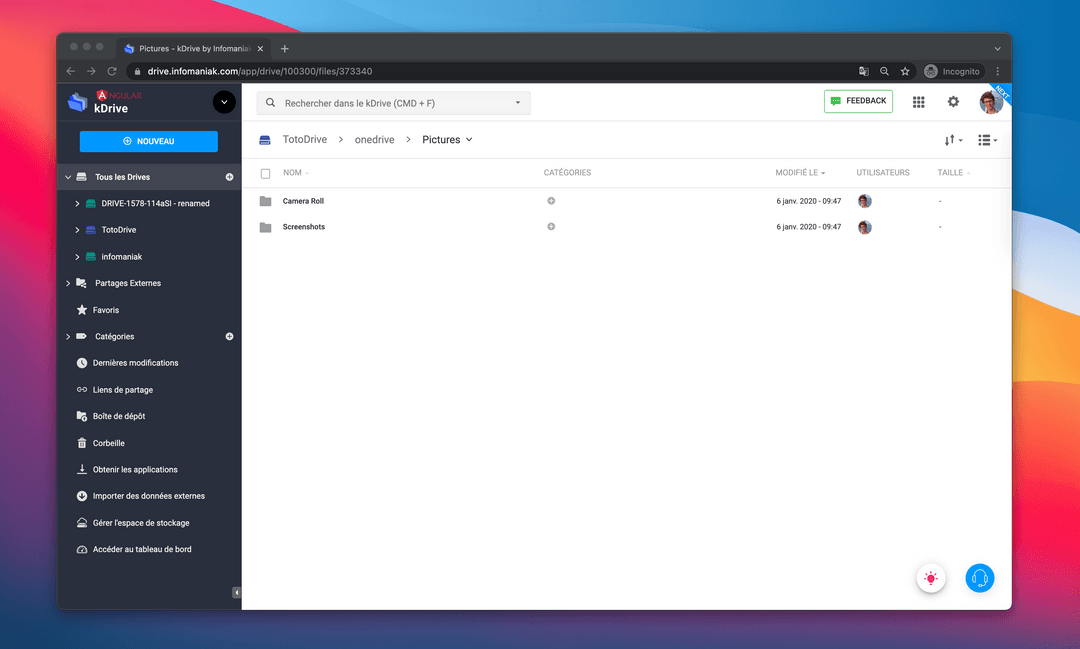 Pictures - kDrive by Infomaniak
drive.infomaniak.com/app/drive/100300/files/373340
Incognito
ANGULAR
kDrive
Rechercher dans le kDrive (CMD + F)
FEEDBACK
NEXT
NOUVEAU
TotoDrive > onedrive > Pictures
Tous les Drives
DRIVE-1578-114aSI - renamed
TotoDrive
infomaniak
Partages Externes
Favoris
Catégories
Dernières modifications
Liens de partage
Boîte de dépôt
Corbeille
Obtenir les applications
Importer des données externes
Gérer l'espace de stockage
Accéder au tableau de bord
NOM CATÉGORIES MODIFIÉ LE UTILISATEURS TAILLE
Camera Roll 6 janv. 2020 - 09:47 -
Screenshots 6 janv. 2020 - 09:47 -